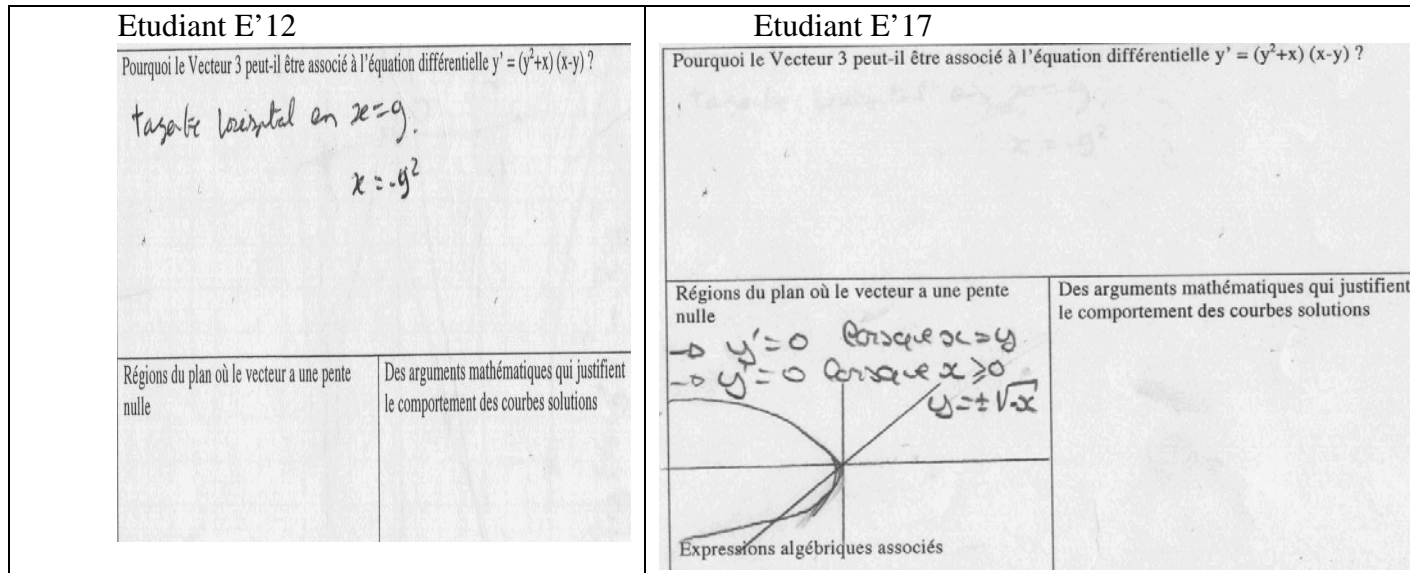 Etudiant E'12
Pourquoi le Vecteur 3 peut-il être associé à l'équation différentielle y' = (y²+x) (x-y) ?
tagente horizontal en x=y.
x = -y²
Régions du plan où le vecteur a une pente
nulle
Des arguments mathématiques qui justifient
le comportement des courbes solutions
Etudiant E'17
Pourquoi le Vecteur 3 peut-il être associé à l'équation différentielle y' = (y²+x) (x-y) ?
Régions du plan où le vecteur a une pente
nulle
→ y'=0 lorsque x=y
→ y'=0 lorsque x⩾0
y=±√-x
Expressions algébriques associés
Des arguments mathématiques qui justifient
le comportement des courbes solutions